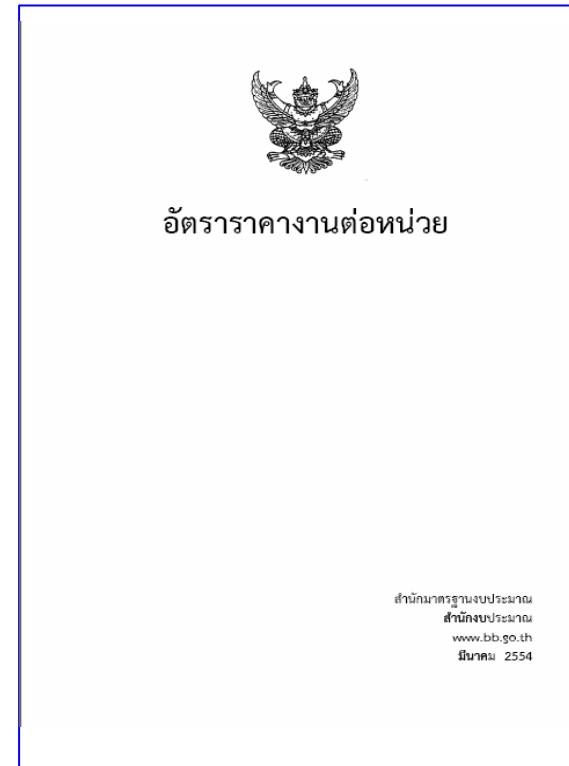 อัตราราคางานต่อหน่วย
สำนักมาตรฐานงบประมาณ
สำนักงบประมาณ
www.bb.go.th
มีนาคม 2554